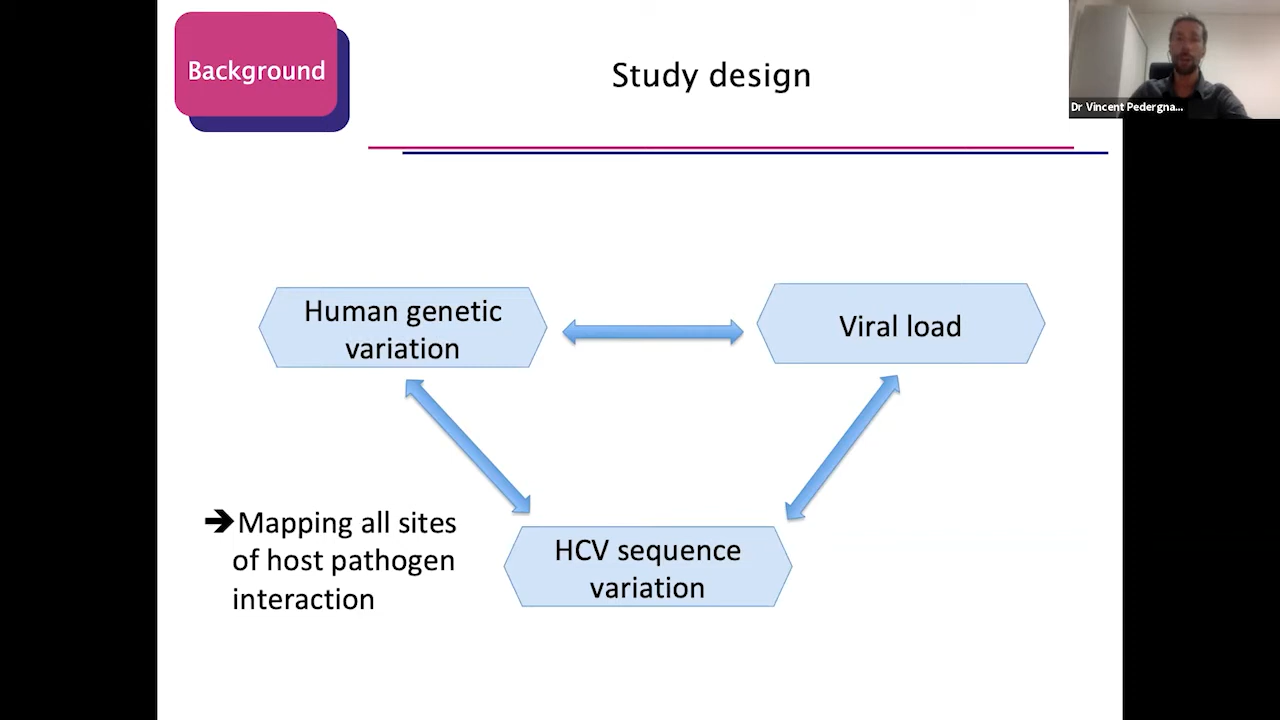 Background
Study design
Dr Vincent Pedergna...
Human genetic
variation
Viral load
➔Mapping all sites
of host pathogen
interaction
HCV sequence
variation